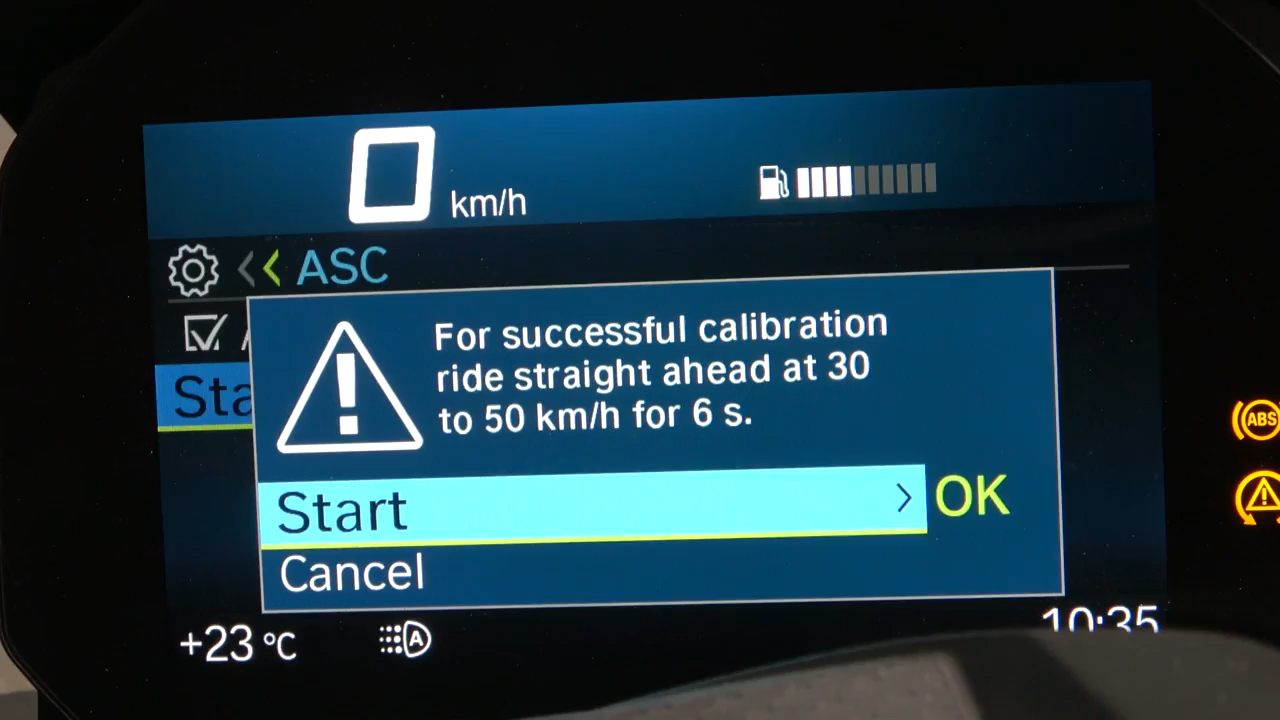 0 km/h
ASC
Sta
For successful calibration
ride straight ahead at 30
to 50 km/h for 6 s.
Start
OK
Cancel
ABS
+23 °C
A
10:35